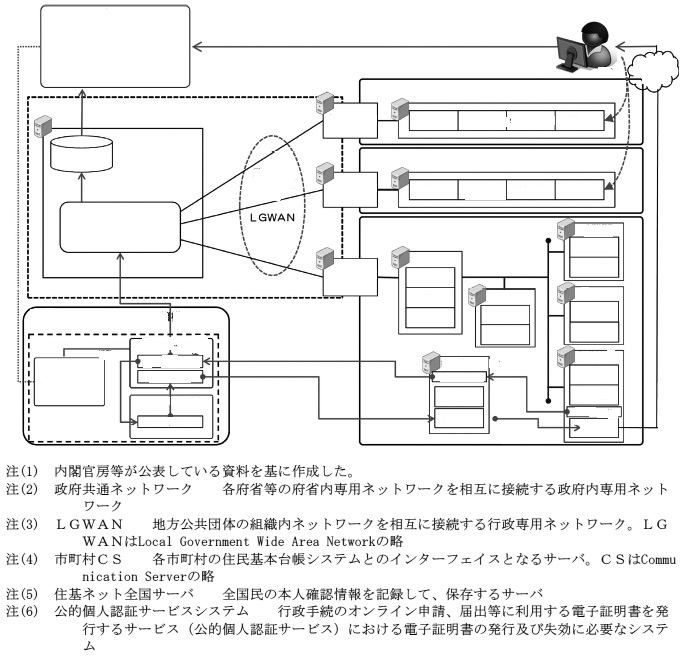 ＬＧＷＡＮ
注(1)　内閣官房等が公表している資料を基に作成した。
注(2)　政府共通ネットワーク　　各府省等の府省内専用ネットワークを相互に接続する政府内専用ネット
ワーク
注(3)　ＬＧＷＡＮ　　地方公共団体の組織内ネットワークを相互に接続する行政専用ネットワーク。ＬＧ
ＷＡＮはLocal Government Wide Area Networkの略
注(4)　市町村ＣＳ　　各市町村の住民基本台帳システムとのインターフェイスとなるサーバ。ＣＳはCommu
nication Serverの略
注(5)　住基ネット全国サーバ　　全国民の本人確認情報を記録して、保存するサーバ
注(6)　公的個人認証サービスシステム　　行政手続のオンライン申請、届出等に利用する電子証明書を発
行するサービス（公的個人認証サービス）における電子証明書の発行及び失効に必要なシステ
ム